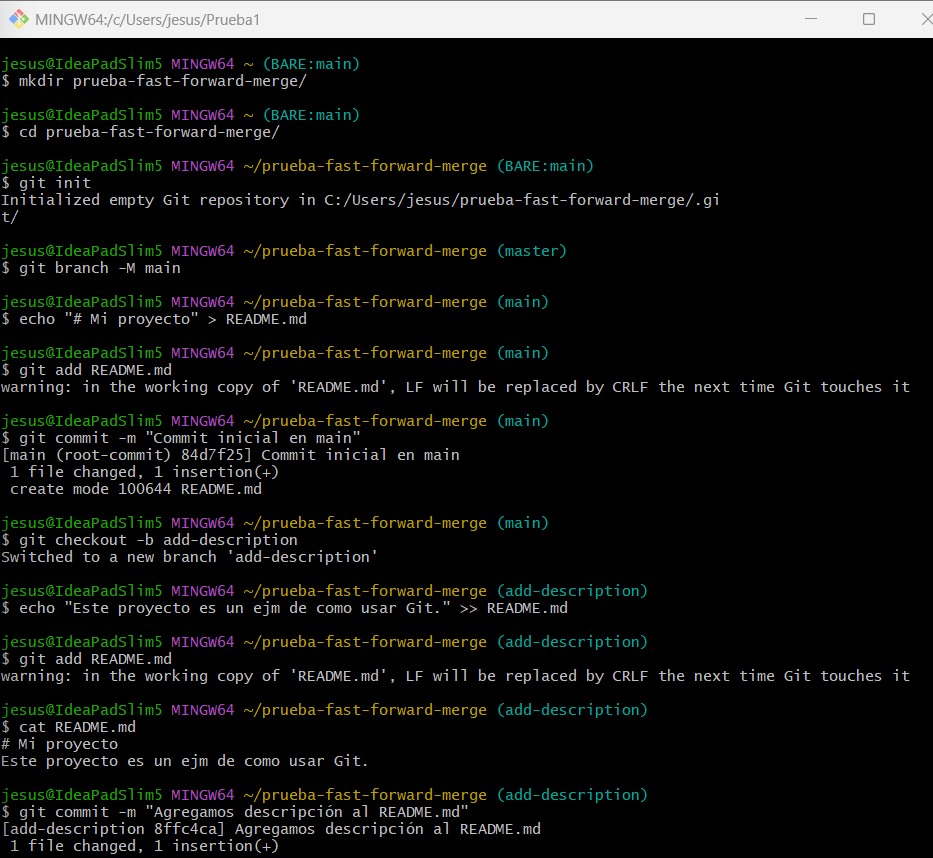 MINGW64:/c/Users/jesus/Prueba1
jesus@IdeaPadSlim5 MINGW64 ~ (BARE:main)
$ mkdir prueba-fast-forward-merge/
jesus@IdeaPadSlim5 MINGW64 ~ (BARE:main)
$ cd prueba-fast-forward-merge/
jesus@IdeaPadSlim5 MINGW64 ~/prueba-fast-forward-merge (BARE:main)
$ git init
Initialized empty Git repository in C:/Users/jesus/prueba-fast-forward-merge/.gi
t/
jesus@IdeaPadSlim5 MINGW64 ~/prueba-fast-forward-merge (master)
$ git branch -M main
jesus@IdeaPadSlim5 MINGW64 ~/prueba-fast-forward-merge (main)
$ echo "# Mi proyecto" > README.md
jesus@IdeaPadSlim5 MINGW64 ~/prueba-fast-forward-merge (main)
$ git add README.md
warning: in the working copy of 'README.md', LF will be replaced by CRLF the next time Git touches it
jesus@IdeaPadSlim5 MINGW64 ~/prueba-fast-forward-merge (main)
$ git commit -m "Commit inicial en main"
[main (root-commit) 84d7f25] Commit inicial en main
 1 file changed, 1 insertion(+)
 create mode 100644 README.md
jesus@IdeaPadSlim5 MINGW64 ~/prueba-fast-forward-merge (main)
$ git checkout -b add-description
Switched to a new branch 'add-description'
jesus@IdeaPadSlim5 MINGW64 ~/prueba-fast-forward-merge (add-description)
$ echo "Este proyecto es un ejm de como usar Git." >> README.md
jesus@IdeaPadSlim5 MINGW64 ~/prueba-fast-forward-merge (add-description)
$ git add README.md
warning: in the working copy of 'README.md', LF will be replaced by CRLF the next time Git touches it
jesus@IdeaPadSlim5 MINGW64 ~/prueba-fast-forward-merge (add-description)
$ cat README.md
# Mi proyecto
Este proyecto es un ejm de como usar Git.
jesus@IdeaPadSlim5 MINGW64 ~/prueba-fast-forward-merge (add-description)
$ git commit -m "Agregamos descripción al README.md"
[add-description 8ffc4ca] Agregamos descripción al README.md
 1 file changed, 1 insertion(+)